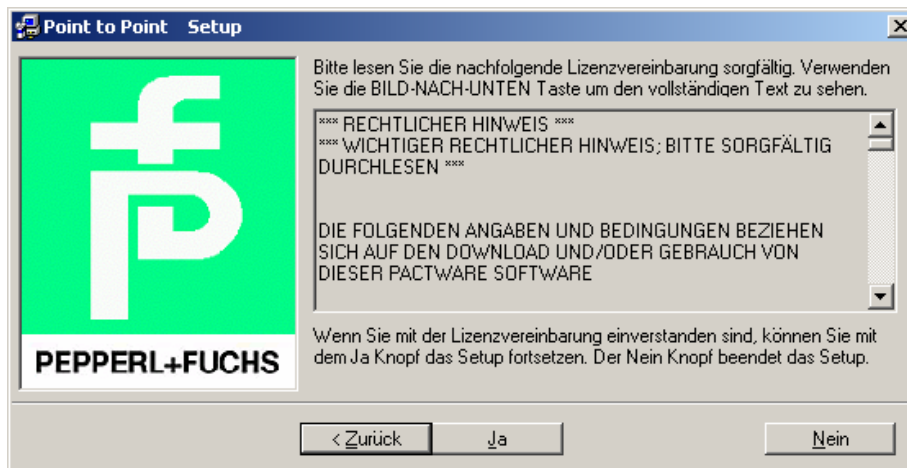 Point to Point Setup
Bitte lesen Sie die nachfolgende Lizenzvereinbarung sorgfältig. Verwenden
Sie die BILD-NACH-UNTEN Taste um den vollständigen Text zu sehen.
*** RECHTLICHER HINWEIS ***
*** WICHTIGER RECHTLICHER HINWEIS; BITTE SORGFÄLTIG
DURCHLESEN ***
DIE FOLGENDEN ANGABEN UND BEDINGUNGEN BEZIEHEN
SICH AUF DEN DOWNLOAD UND/ODER GEBRAUCH VON
DIESER PACTWARE SOFTWARE
Wenn Sie mit der Lizenzvereinbarung einverstanden sind, können Sie mit
dem Ja Knopf das Setup fortsetzen. Der Nein Knopf beendet das Setup.
PEPPERL+FUCHS
< Zurück
Ja
Nein